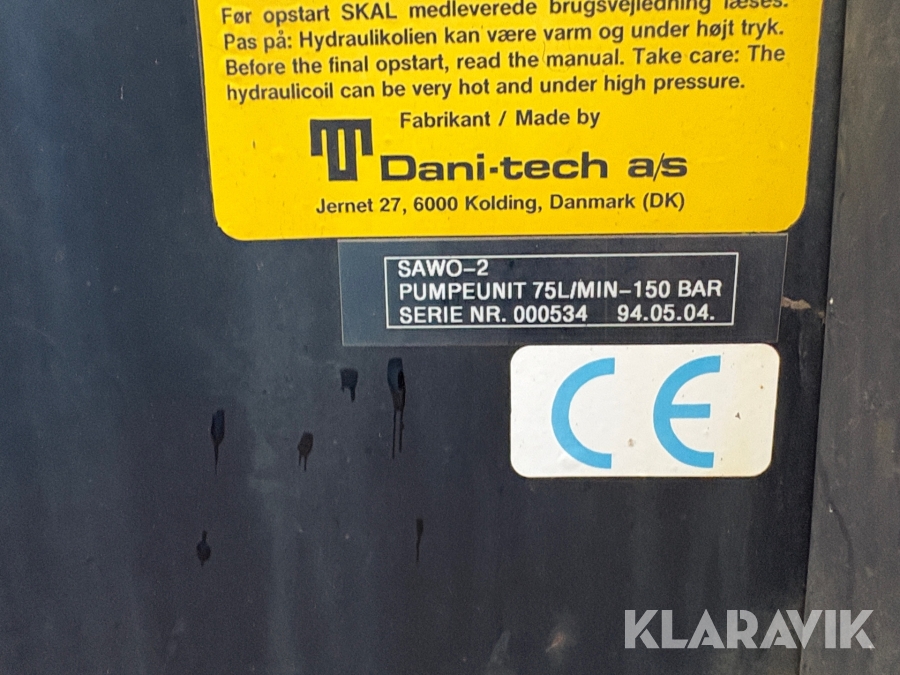 Før opstart SKAL medleverede brugsvejledning læses.
Pas på: Hydraulikolien kan være varm og under højt tryk.
Before the final opstart, read the manual. Take care: The
hydraulicoil can be very hot and under high pressure.
Fabrikant / Made by
Dani-tech a/s
Jernet 27, 6000 Kolding, Danmark (DK)
SAWO-2
PUMPEUNIT 75L/MIN-150 BAR
SERIE NR. 000534 94.05.04.
CE
KLARAVIK